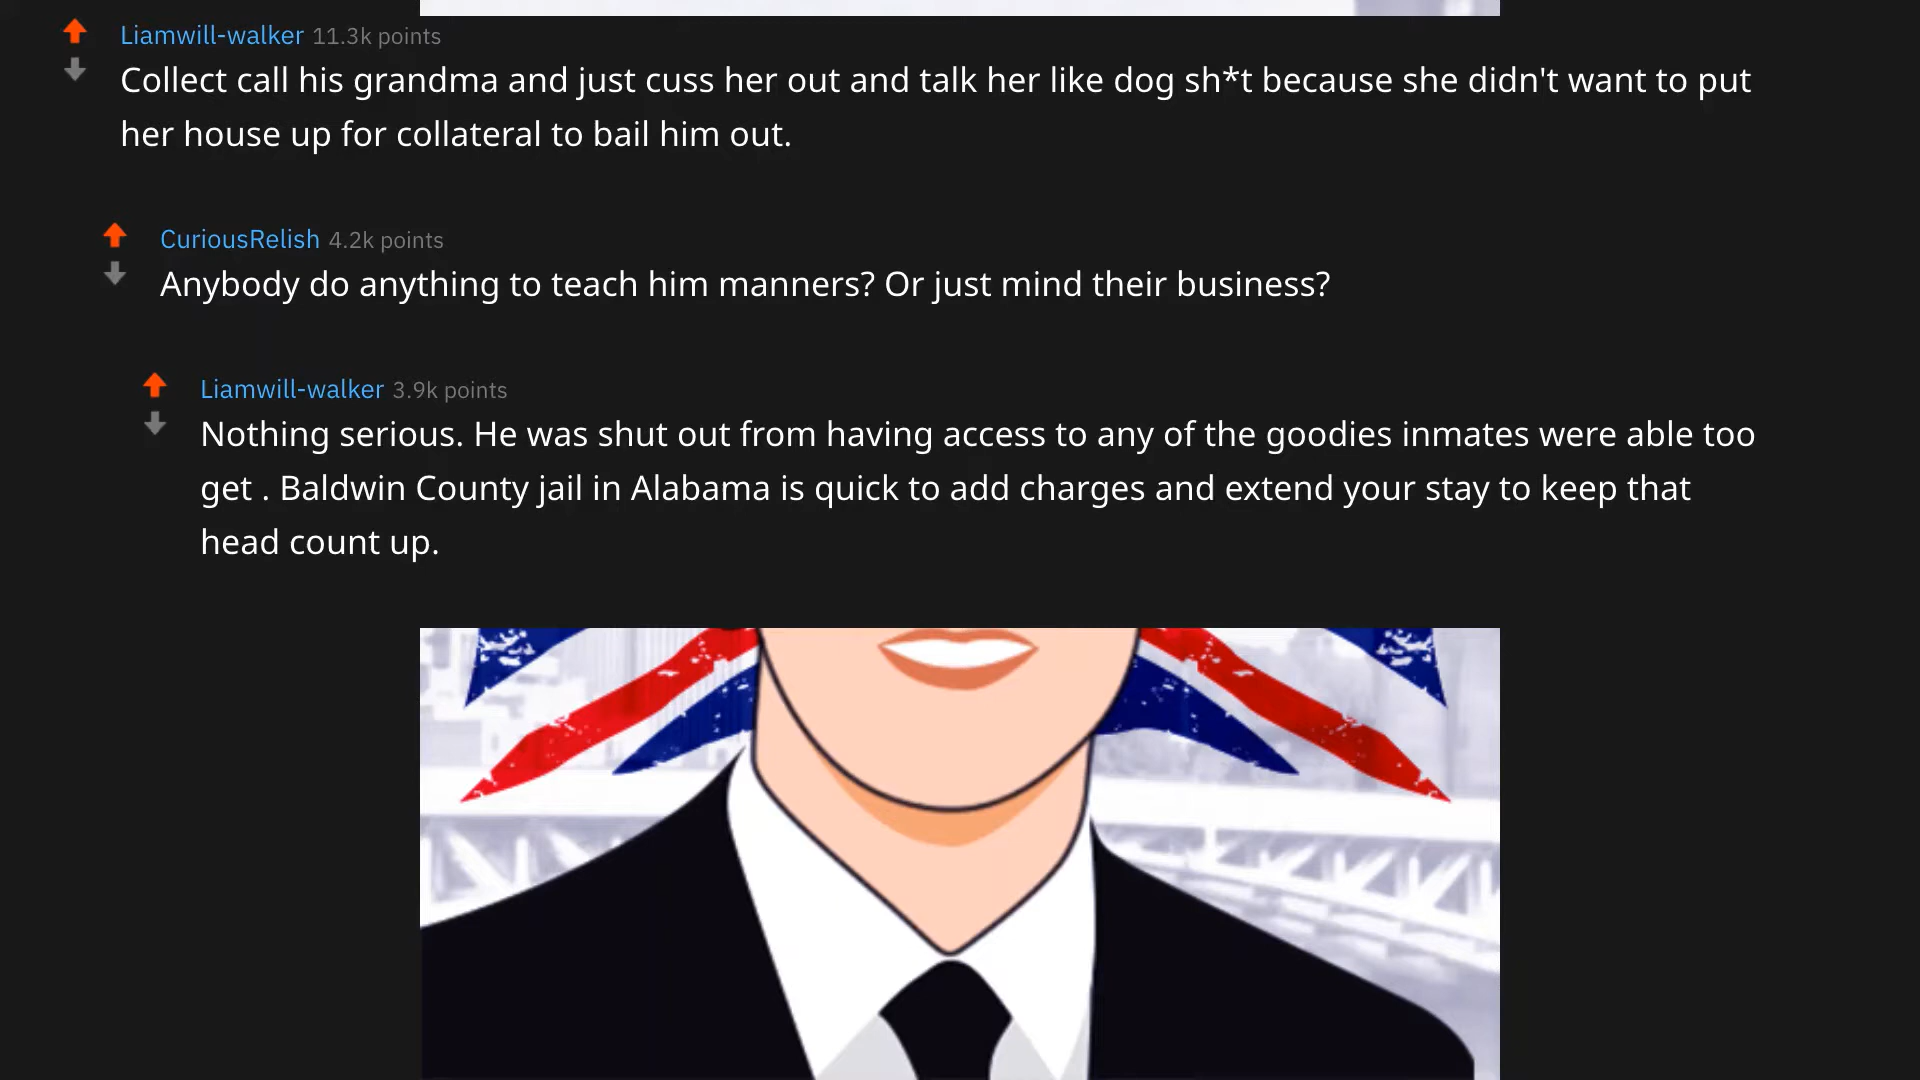 Liamwill-walker 11.3k points
Collect call his grandma and just cuss her out and talk her like dog sh*t because she didn't want to put
her house up for collateral to bail him out.
CuriousRelish 4.2k points
Anybody do anything to teach him manners? Or just mind their business?
Liamwill-walker 3.9k points
Nothing serious. He was shut out from having access to any of the goodies inmates were able too
get . Baldwin County jail in Alabama is quick to add charges and extend your stay to keep that
head count up.